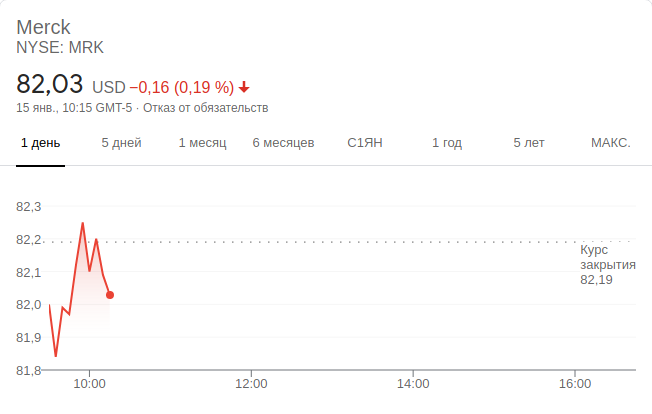 Merck
NYSE: MRK
82,03 USD −0,16 (0,19 %)
15 янв., 10:15 GMT-5 · Отказ от обязательств
1 день 5 дней 1 месяц 6 месяцев С1ЯН 1 год 5 лет МАКС.
82,3
82,2
Курс
закрытия
82,19
82,1
82,0
81,9
81,8
10:00 12:00 14:00 16:00